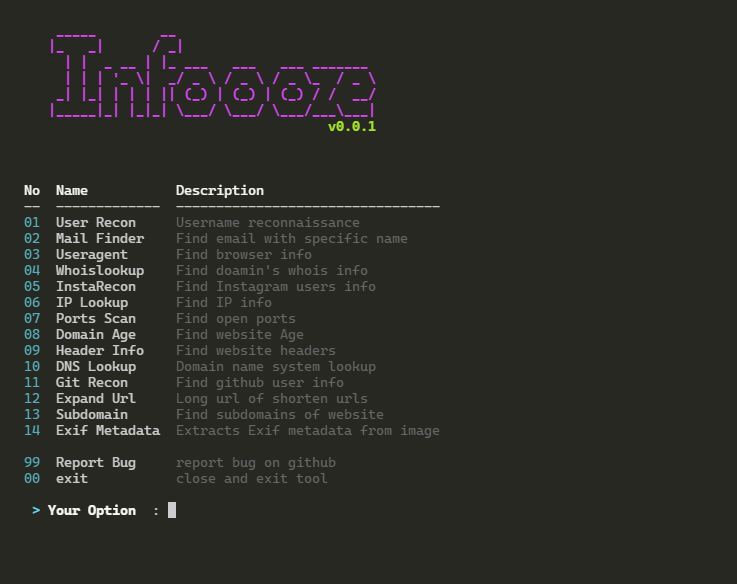 Infoooze
v0.0.1
No Name Description
-- ------------- ---------------------------------
01 User Recon Username reconnaissance
02 Mail Finder Find email with specific name
03 Useragent Find browser info
04 Whoislookup Find doamin's whois info
05 InstaRecon Find Instagram users info
06 IP Lookup Find IP info
07 Ports Scan Find open ports
08 Domain Age Find website Age
09 Header Info Find website headers
10 DNS Lookup Domain name system lookup
11 Git Recon Find github user info
12 Expand Url Long url of shorten urls
13 Subdomain Find subdomains of website
14 Exif Metadata Extracts Exif metadata from image
99 Report Bug report bug on github
00 exit close and exit tool
> Your Option :